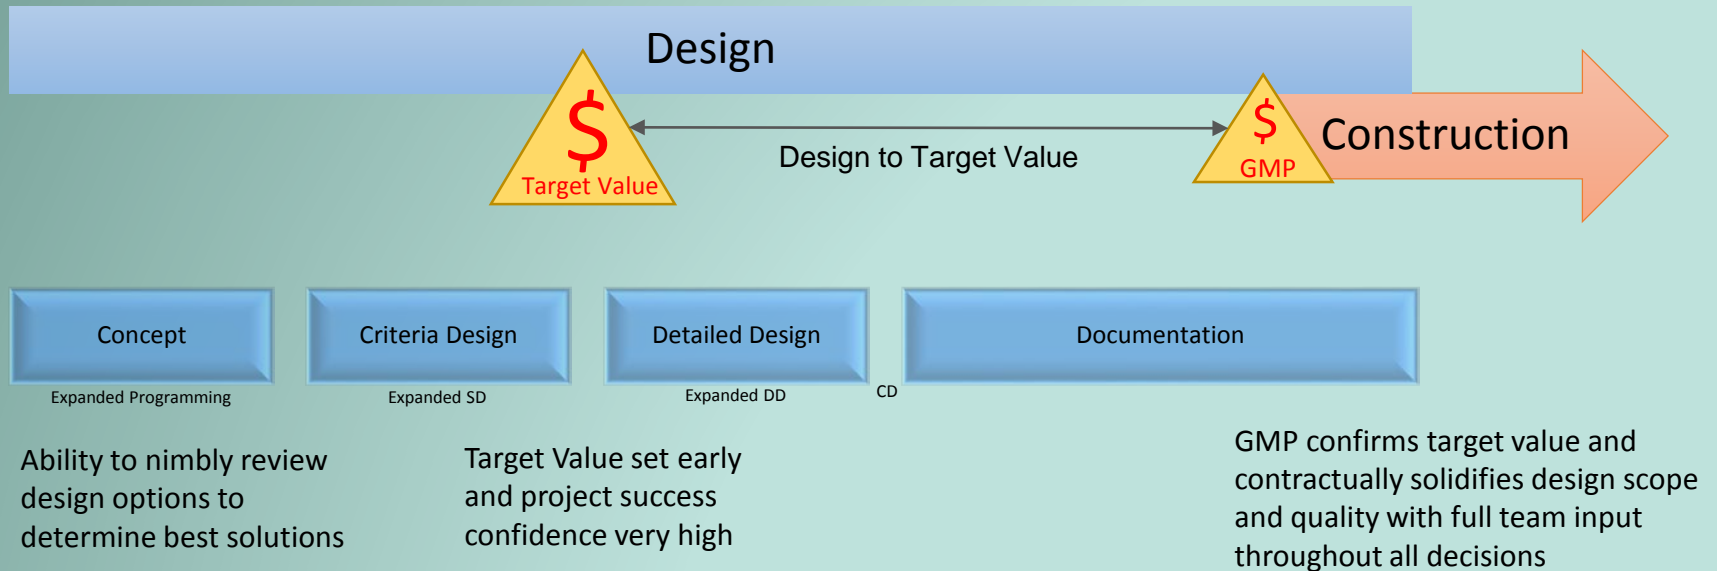 Design
$
Target Value
Design to Target Value
$
GMP
Construction
Concept
Criteria Design
Detailed Design
Documentation
Expanded Programming
Expanded SD
Expanded DD
CD
Ability to nimbly review
design options to
determine best solutions
Target Value set early
and project success
confidence very high
GMP confirms target value and
contractually solidifies design scope
and quality with full team input
throughout all decisions